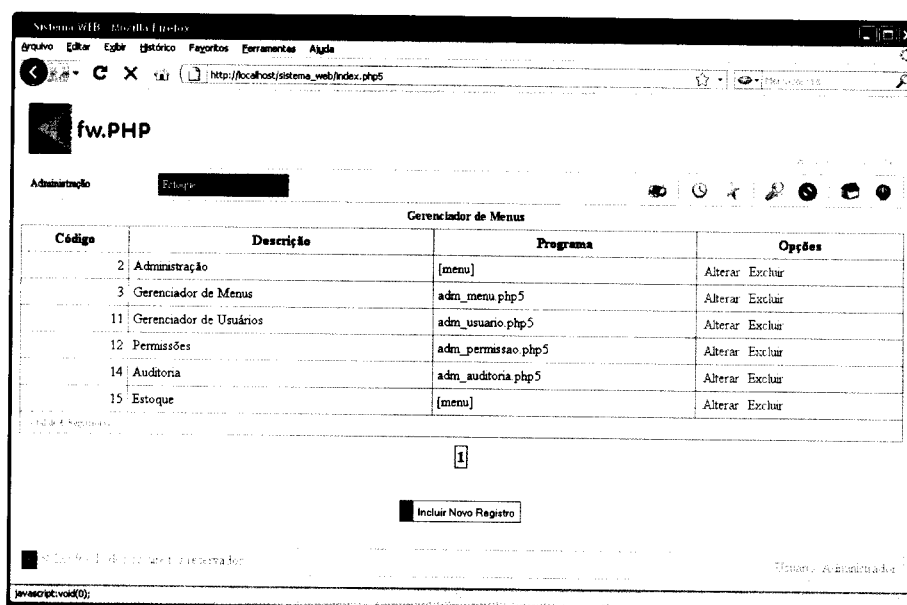 Sistema WEB - Mozilla Firefox
Arquivo Editar Exibir Histórico Favoritos Ferramentas Ajuda
http://localhost/sistema_web/index.php5
fw.PHP
Administração Estoque
Gerenciador de Menus
Código Descrição Programa Opções
2 Administração [menu] Alterar Excluir
3 Gerenciador de Menus adm_menu.php5 Alterar Excluir
11 Gerenciador de Usuários adm_usuario.php5 Alterar Excluir
12 Permissões adm_permissao.php5 Alterar Excluir
14 Auditoria adm_auditoria.php5 Alterar Excluir
15 Estoque [menu] Alterar Excluir
1
Incluir Novo Registro
Usuário: Administrador
javascript:void(0);